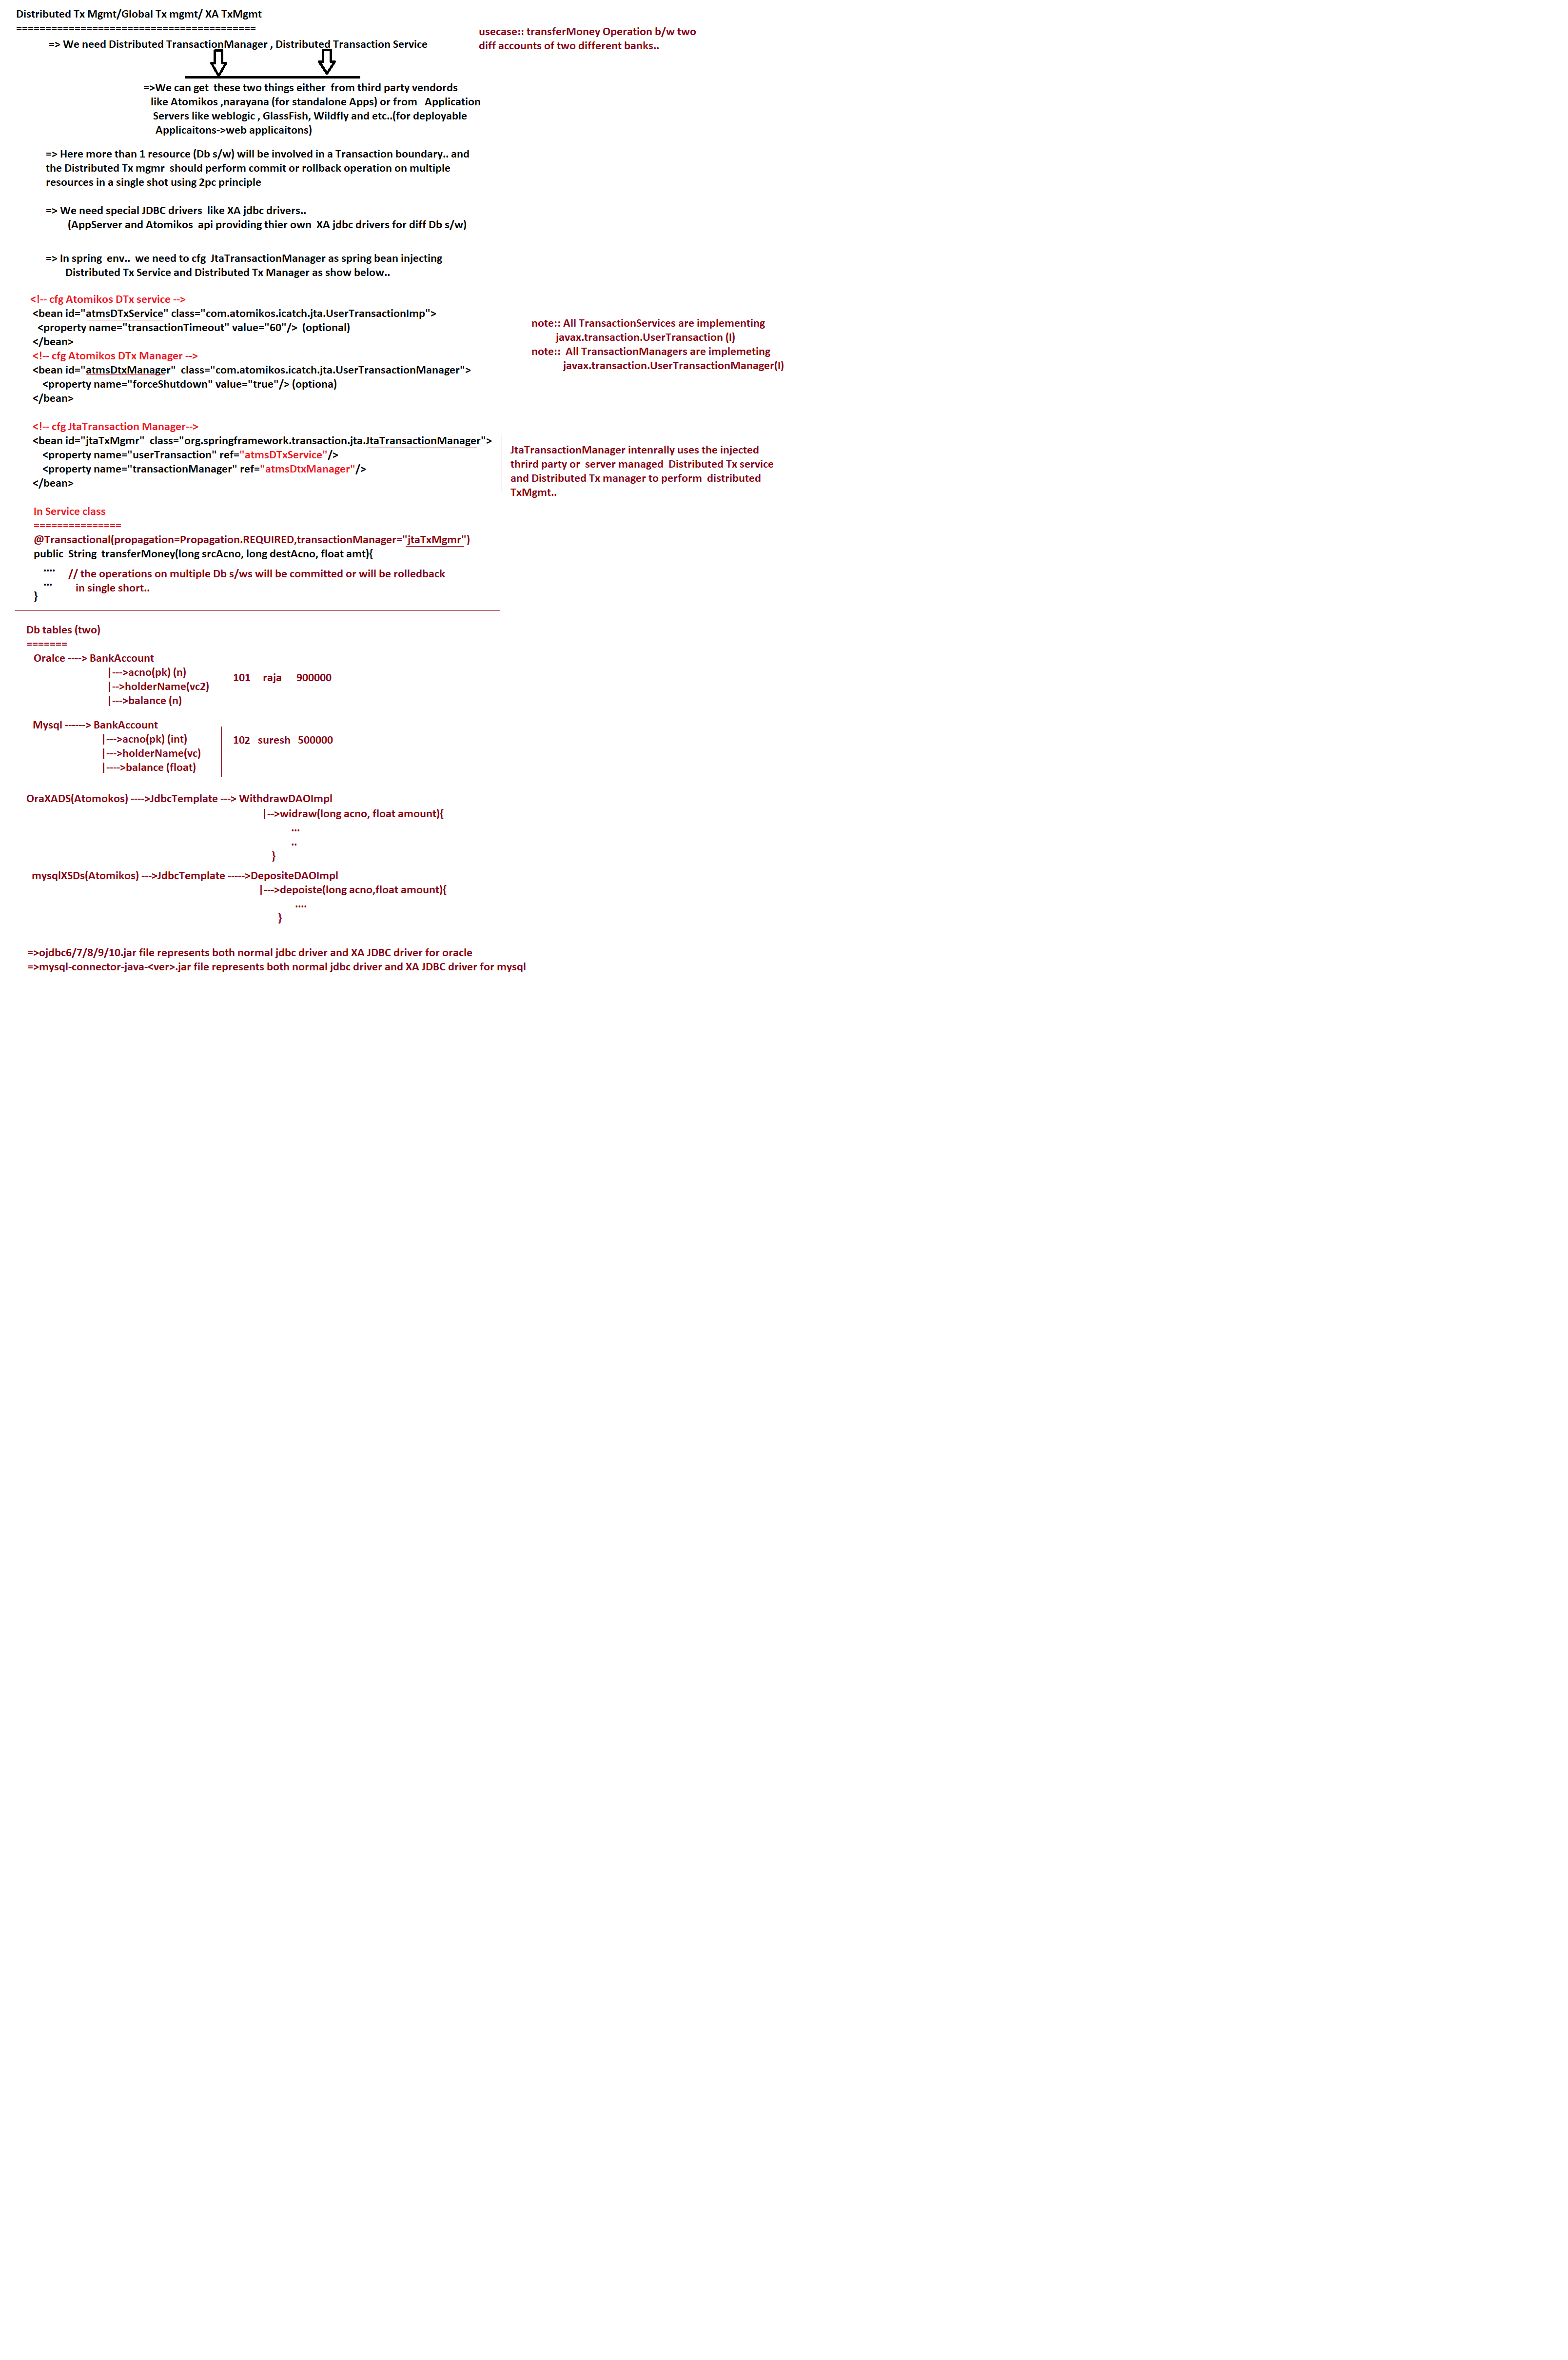 Distributed Tx Mgmt/Global Tx mgmt/ XA TxMgmt
=========================================
usecase:: transferMoney Operation b/w two
diff accounts of two different banks..
=> We need Distributed TransactionManager , Distributed Transaction Service
=>We can get  these two things either  from third party vendords
like Atomikos ,narayana (for standalone Apps) or from   Application
Servers like weblogic , GlassFish, Wildfly and etc..(for deployable
Applicaitons->web applicaitons)
=> Here more than 1 resource (Db s/w) will be involved in a Transaction boundary.. and
the Distributed Tx mgmr  should perform commit or rollback operation on multiple
resources in a single shot using 2pc principle
=> We need special JDBC drivers  like XA jdbc drivers..
(AppServer and Atomikos  api providing thier own  XA jdbc drivers for diff Db s/w)
=> In spring  env..  we need to cfg  JtaTransactionManager as spring bean injecting
Distributed Tx Service and Distributed Tx Manager as show below..
<!-- cfg Atomikos DTx service -->
<bean id="atmsDTxService" class="com.atomikos.icatch.jta.UserTransactionImp">
<property name="transactionTimeout" value="60"/>  (optional)
</bean>
<!-- cfg Atomikos DTx Manager -->
<bean id="atmsDtxManager"  class="com.atomikos.icatch.jta.UserTransactionManager">
<property name="forceShutdown" value="true"/> (optiona)
</bean>
note:: All TransactionServices are implementing
javax.transaction.UserTransaction (I)
note::  All TransactionManagers are implemeting
javax.transaction.UserTransactionManager(I)
<!-- cfg JtaTransaction Manager-->
<bean id="jtaTxMgmr"  class="org.springframework.transaction.jta.JtaTransactionManager">
<property name="userTransaction" ref="atmsDTxService"/>
<property name="transactionManager" ref="atmsDtxManager"/>
</bean>
JtaTransactionManager intenrally uses the injected
thrird party or  server managed  Distributed Tx service
and Distributed Tx manager to perform  distributed
TxMgmt..
In Service class
===============
@Transactional(propagation=Propagation.REQUIRED,transactionManager="jtaTxMgmr")
public  String  transferMoney(long srcAcno, long destAcno, float amt){
....
// the operations on multiple Db s/ws will be committed or will be rolledback
...
in single short..
}
Db tables (two)
=======
Oralce ----> BankAccount
|--->acno(pk) (n)
101    raja    900000
|-->holderName(vc2)
|--->balance (n)
Mysql ------> BankAccount
|--->acno(pk) (int)
102  suresh  500000
|--->holderName(vc)
|---->balance (float)
OraXADS(Atomokos) ---->JdbcTemplate ---> WithdrawDAOImpl
|-->widraw(long acno, float amount){
...
..
}
mysqlXSDs(Atomikos) --->JdbcTemplate ----->DepositeDAOImpl
|--->depoiste(long acno,float amount){
....
}
=>ojdbc6/7/8/9/10.jar file represents both normal jdbc driver and XA JDBC driver for oracle
=>mysql-connector-java-<ver>.jar file represents both normal jdbc driver and XA JDBC driver for mysql